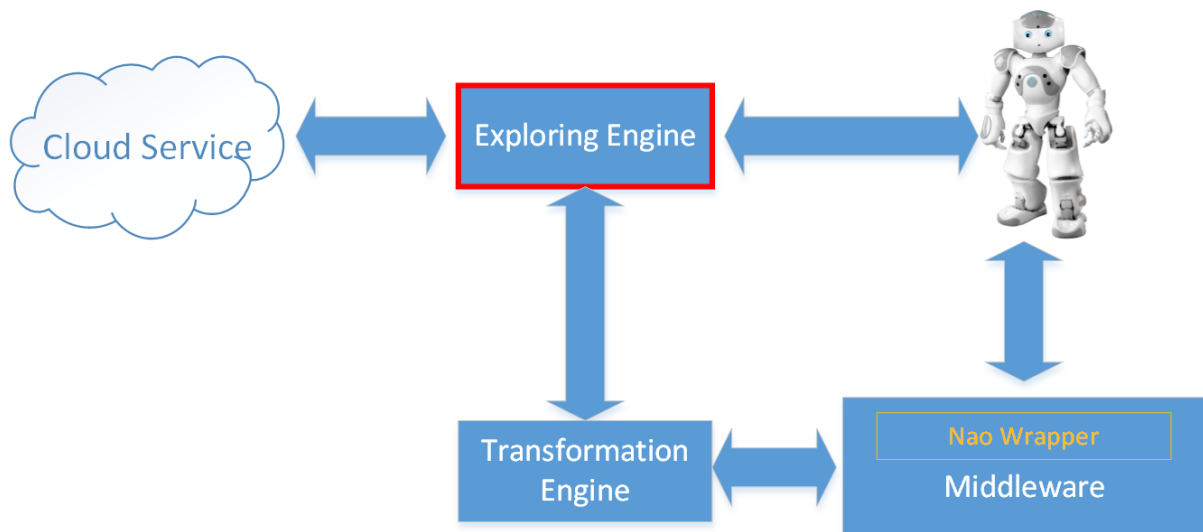 Cloud Service
Exploring Engine
Transformation
Engine
Nao Wrapper
Middleware